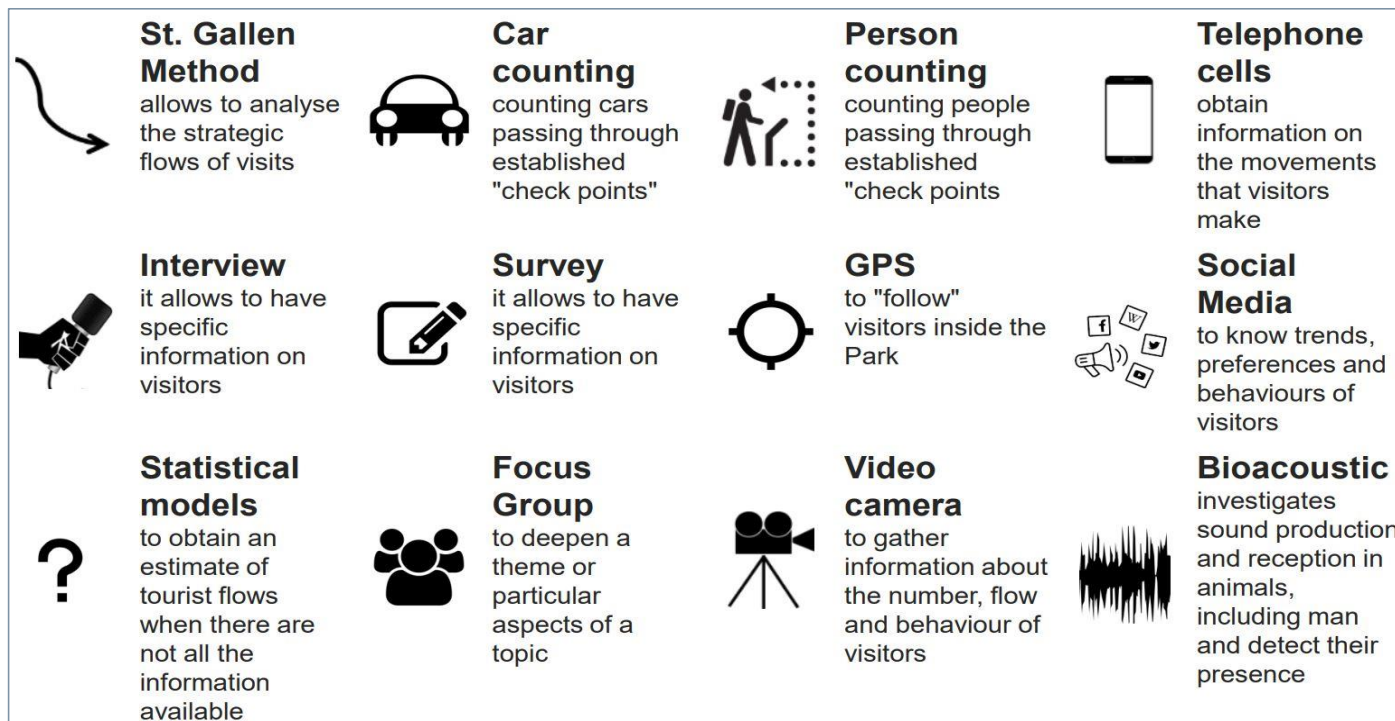 St. Gallen
Method
allows to analyse
the strategic
flows of visits
Car
counting
counting cars
passing through
established
"check points"
Person
counting
counting people
passing through
established
"check points
Telephone
cells
obtain
information on
the movements
that visitors
make
Interview
it allows to have
specific
information on
visitors
Survey
it allows to have
specific
information on
visitors
GPS
to "follow"
visitors inside the
Park
f
W
Social
Media
to know trends,
preferences and
behaviours of
visitors
?
Statistical
models
to obtain an
estimate of
tourist flows
when there are
not all the
information
available
Focus
Group
to deepen a
theme or
particular
aspects of a
topic
Video
camera
to gather
information about
the number, flow
and behaviour of
visitors
Bioacoustic
investigates
sound production
and reception in
animals,
including man
and detect their
presence